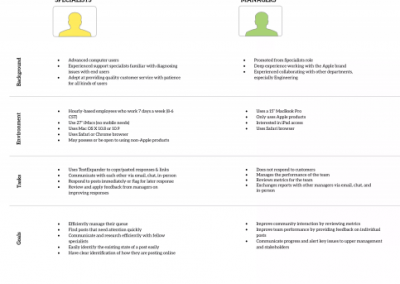 SPECIALISTS
MANAGERS
Background
Advanced computer users
Experienced support specialists familiar with diagnosing
issues with end users
Adept at providing quality customer service with patience
for all kinds of users
Promoted from Specialists role
Deep experience working with the Apple brand
Experienced collaborating with other departments,
especially Engineering
Environment
Hourly-based employees who work 7 days a week (6-6
CST)
Use 27" iMacs (no mobile needs)
Uses Mac OS X 10.8 or 10.9
Uses Safari or Chrome browser
May possess or be open to using non-Apple products
Uses a 15" MacBook Pro
Only uses Apple products
Interested in iPad access
Uses Safari browser
Tasks
Uses TextExpander to copy/pasted responses & links
Communicate with each other via email, chat, in person
Respond to posts immediately or flag for later response
Review and apply feedback from managers on
improving responses
Does not respond to customers
Manages the performance of the team
Reviews metrics for the team
Exchanges reports with other managers via email, chat, and
in person
Goals
Efficiently manage their queue
Find posts that need attention quickly
Communicate and research efficiently with fellow
specialists
Easily identify the existing state of a post easily
Have clear identification of how they are posting online
Improve community interaction by reviewing metrics
Improve team performance by providing feedback on individual
posts
Communicate progress and alert key issues to upper management
and stakeholders